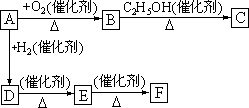 A +O₂(催化剂) Δ B C₂H₅OH(催化剂) Δ C
+H₂(催化剂)
D (催化剂) Δ E (催化剂) Δ F